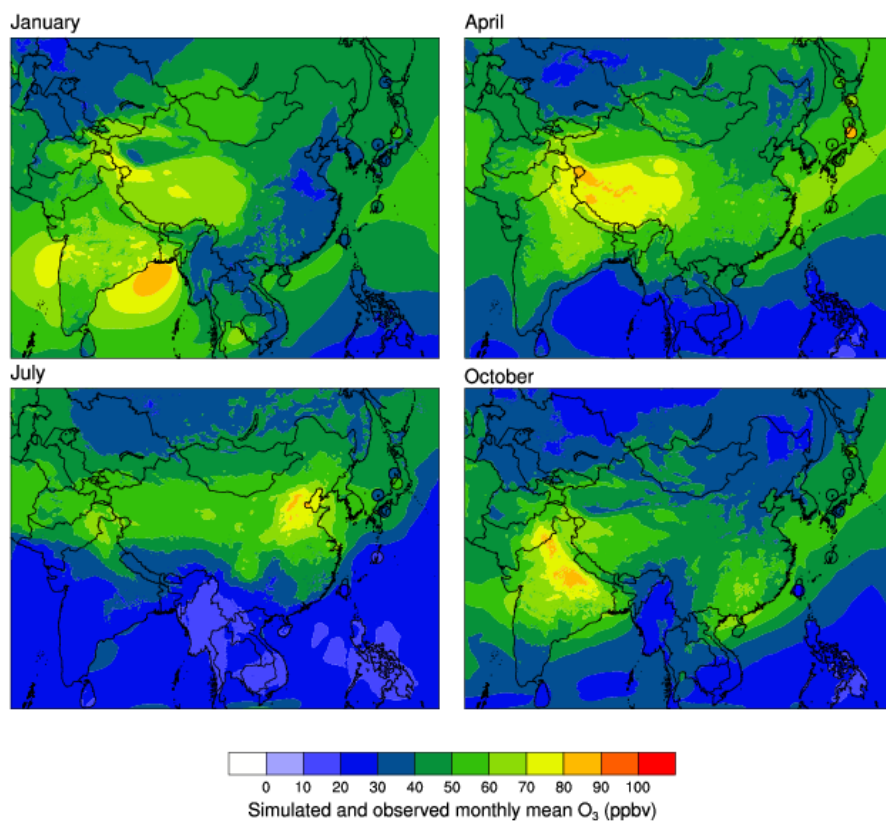 January
April
July
October
0 10 20 30 40 50 60 70 80 90 100
Simulated and observed monthly mean O₃ (ppbv)